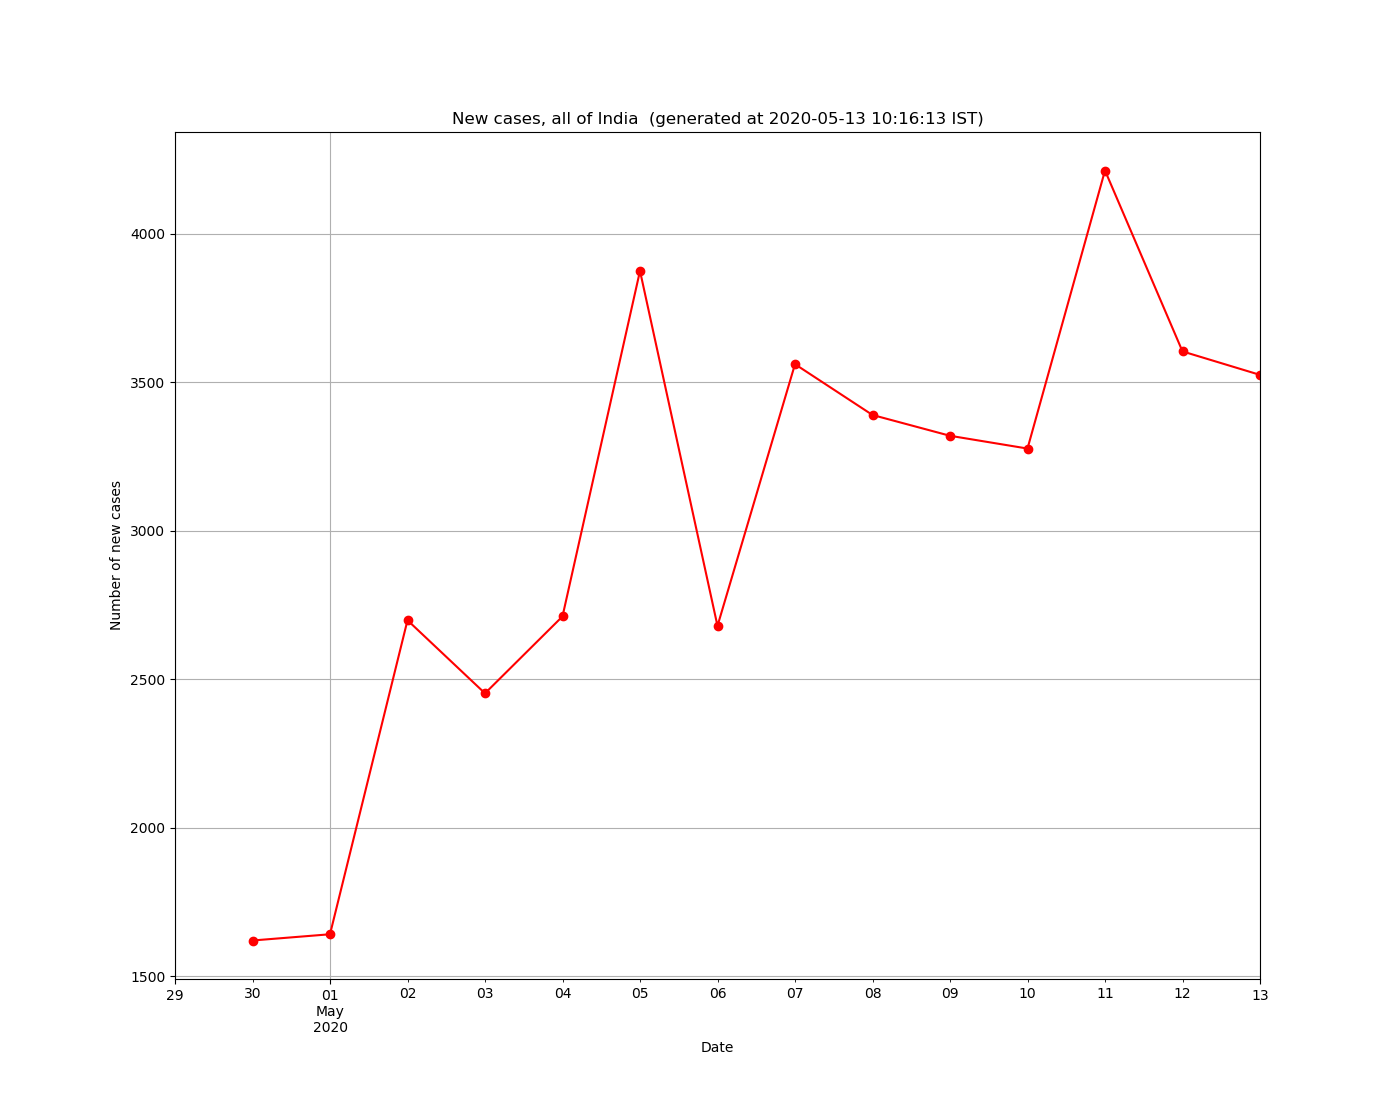 New cases, all of India  (generated at 2020-05-13 10:16:13 IST)
Number of new cases
4000
3500
3000
2500
2000
1500
29 30 01 02 03 04 05 06 07 08 09 10 11 12 13
May
2020
Date